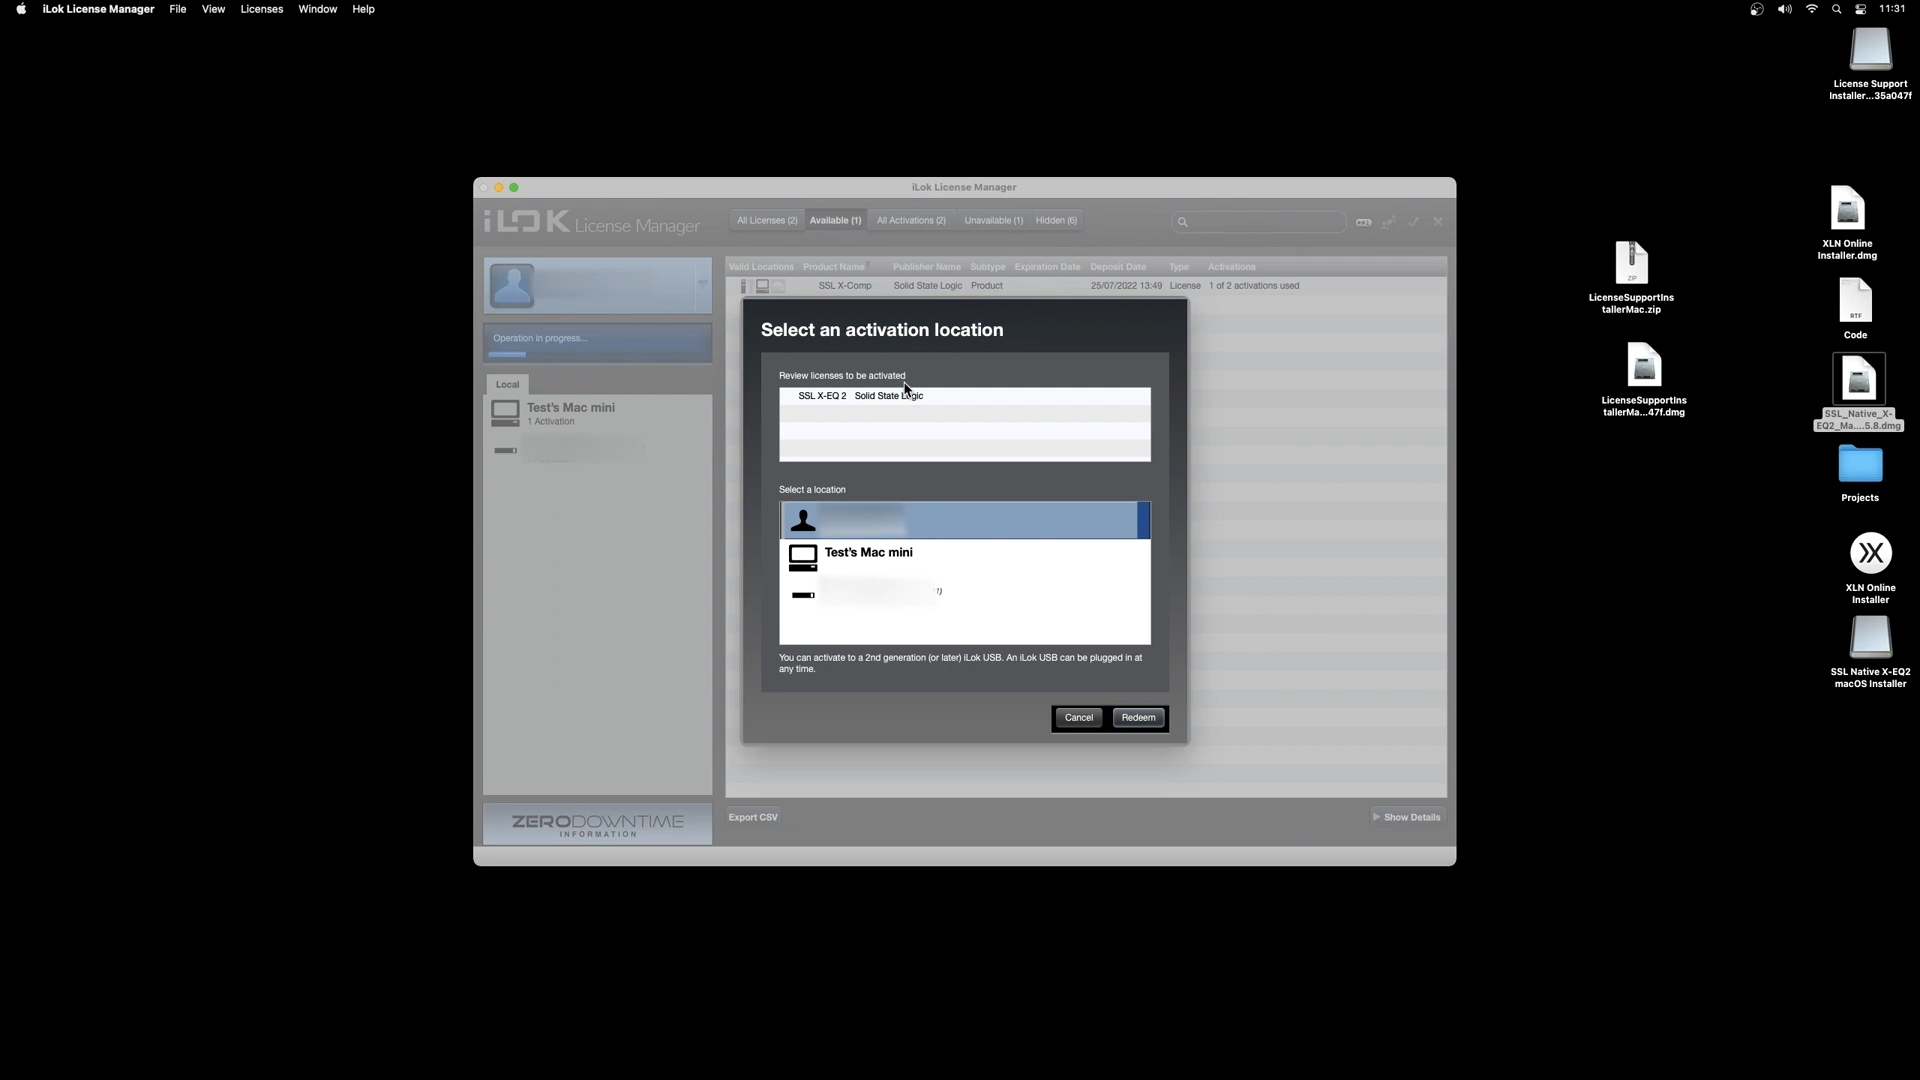 iLok License Manager File View Licenses Window Help 11:31
License Support
Installer...35a047f
iLok License Manager
iLOK License Manager
All Licenses (2) Available (1) All Activations (2) Unavailable (1) Hidden (6)
Valid Locations Product Name Publisher Name Subtype Expiration Date Deposit Date Type Activations
SSL X-Comp Solid State Logic Product 25/07/2022 13:49 License 1 of 2 activations used
Operation in progress...
Local
Test's Mac mini
1 Activation
Select an activation location
Review licenses to be activated
SSL X-EQ 2 Solid State Logic
Select a location
Test's Mac mini
1)
You can activate to a 2nd generation (or later) iLok USB. An iLok USB can be plugged in at
any time.
Cancel Redeem
ZERODOWNTIME
INFORMATION
Export CSV
Show Details
XLN Online
Installer.dmg
ZIP
LicenseSupportIns
tallerMac.zip
RTF
Code
LicenseSupportIns
tallerMa...47f.dmg
SSL_Native_X-
EQ2_Ma....5.8.dmg
Projects
XLN Online
Installer
SSL Native X-EQ2
macOS Installer